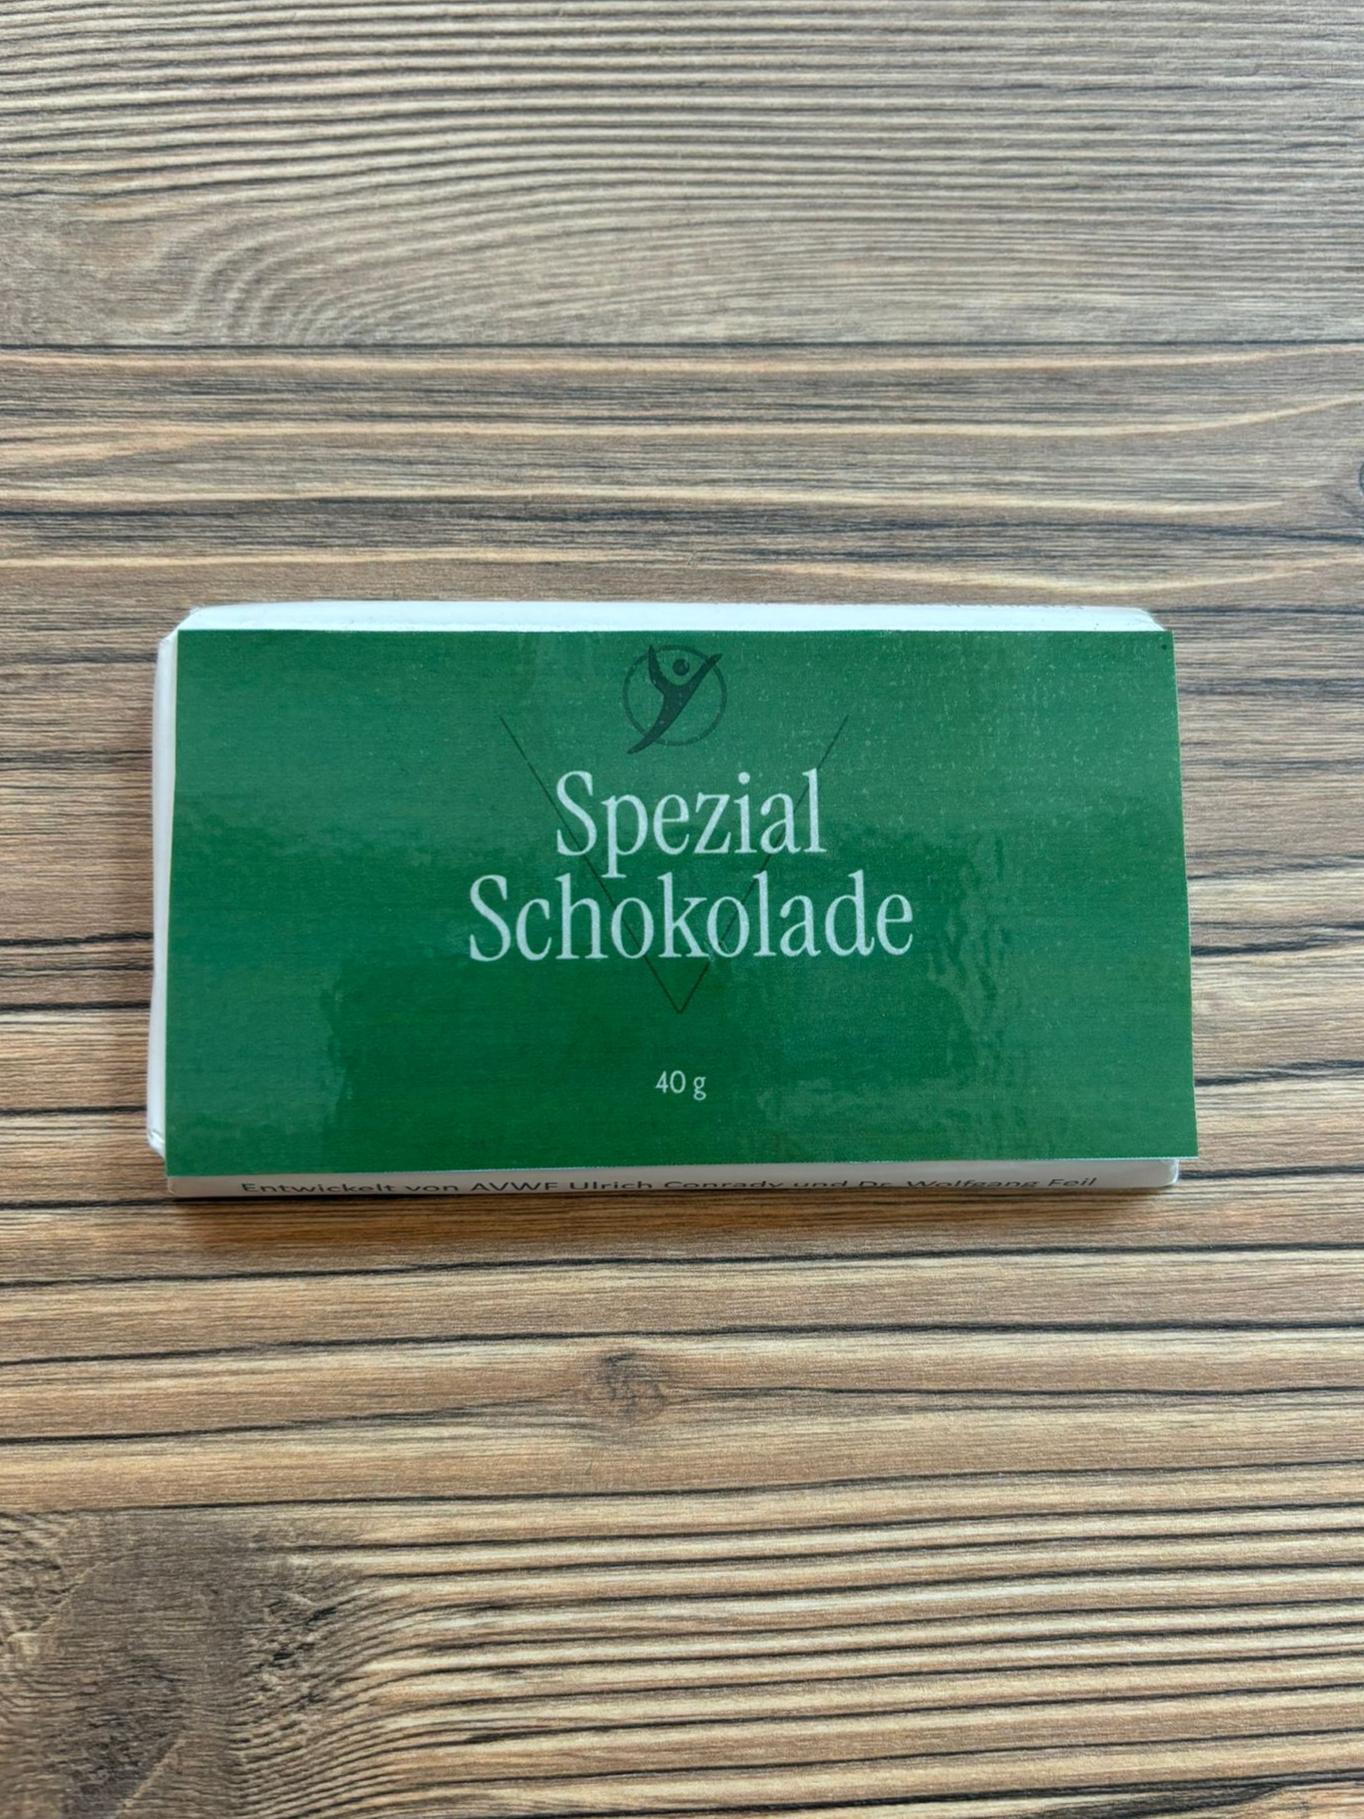 Spezial
Schokolade
40 g
Entwickelt von AVWF Ulrich Conrady und Dr. Wolfgang Feil